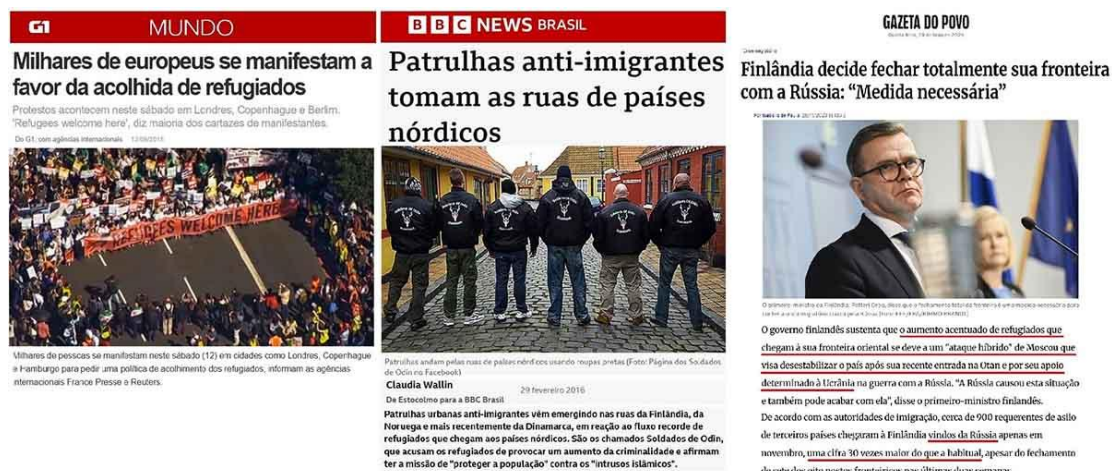 G1
MUNDO
Milhares de europeus se manifestam a
favor da acolhida de refugiados
Protestos acontecem neste sábado em Londres, Copenhague e Berlim.
'Refugees welcome here', diz maioria dos cartazes de manifestantes.
Do G1, com agências internacionais
REFUGEES WELCOME HERE
Milhares de pessoas se manifestam neste sábado (12) em cidades como Londres, Copenhague
e Hamburgo para pedir uma política de acolhimento dos refugiados, informam as agências
internacionais France Presse e Reuters.
BBC NEWS BRASIL
Patrulhas anti-imigrantes
tomam as ruas de países
nórdicos
Patrulhas andam pelas ruas de países nórdicos usando roupas pretas (Foto: Página dos Soldados
de Odin no Facebook)
Claudia Wallin
De Estocolmo para a BBC Brasil
29 fevereiro 2016
Patrulhas urbanas anti-imigrantes vêm emergindo nas ruas da Finlândia, da
Noruega e mais recentemente da Dinamarca, em reação ao fluxo recorde de
refugiados que chegam aos países nórdicos. São os chamados Soldados de Odin,
que acusam os refugiados de provocar um aumento da criminalidade e afirmam
ter a missão de "proteger a população" contra os "intrusos islâmicos".
GAZETA DO POVO
Finlândia decide fechar totalmente sua fronteira
com a Rússia: “Medida necessária”
O governo finlandês sustenta que o aumento acentuado de refugiados que
chegam à sua fronteira oriental se deve a um "ataque híbrido" de Moscou que
visa desestabilizar o país após sua recente entrada na Otan e por seu apoio
determinado à Ucrânia na guerra com a Rússia. "A Rússia causou esta situação
e também pode acabar com ela", disse o primeiro-ministro finlandês.
De acordo com as autoridades de imigração, cerca de 900 requerentes de asilo
de terceiros países chegaram à Finlândia vindos da Rússia apenas em
novembro, uma cifra 30 vezes maior do que a habitual, apesar do fechamento